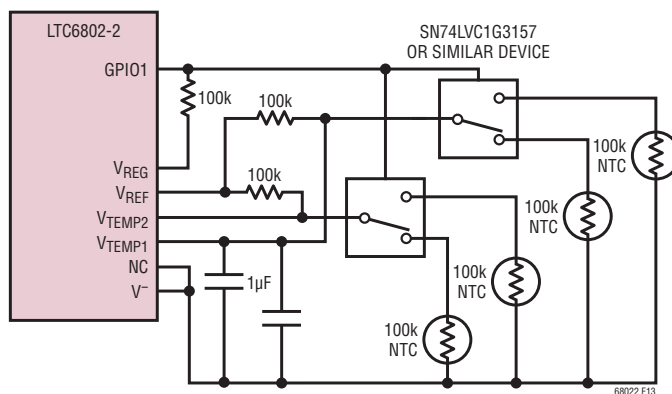 LTC6802-2
SN74LVC1G3157
OR SIMILAR DEVICE
GPIO1
100k
100k
VREG
100k
VREF
VTEMP2
VTEMP1
NC
V–
1µF
100k
NTC
100k
NTC
100k
NTC
100k
NTC
68022 F13